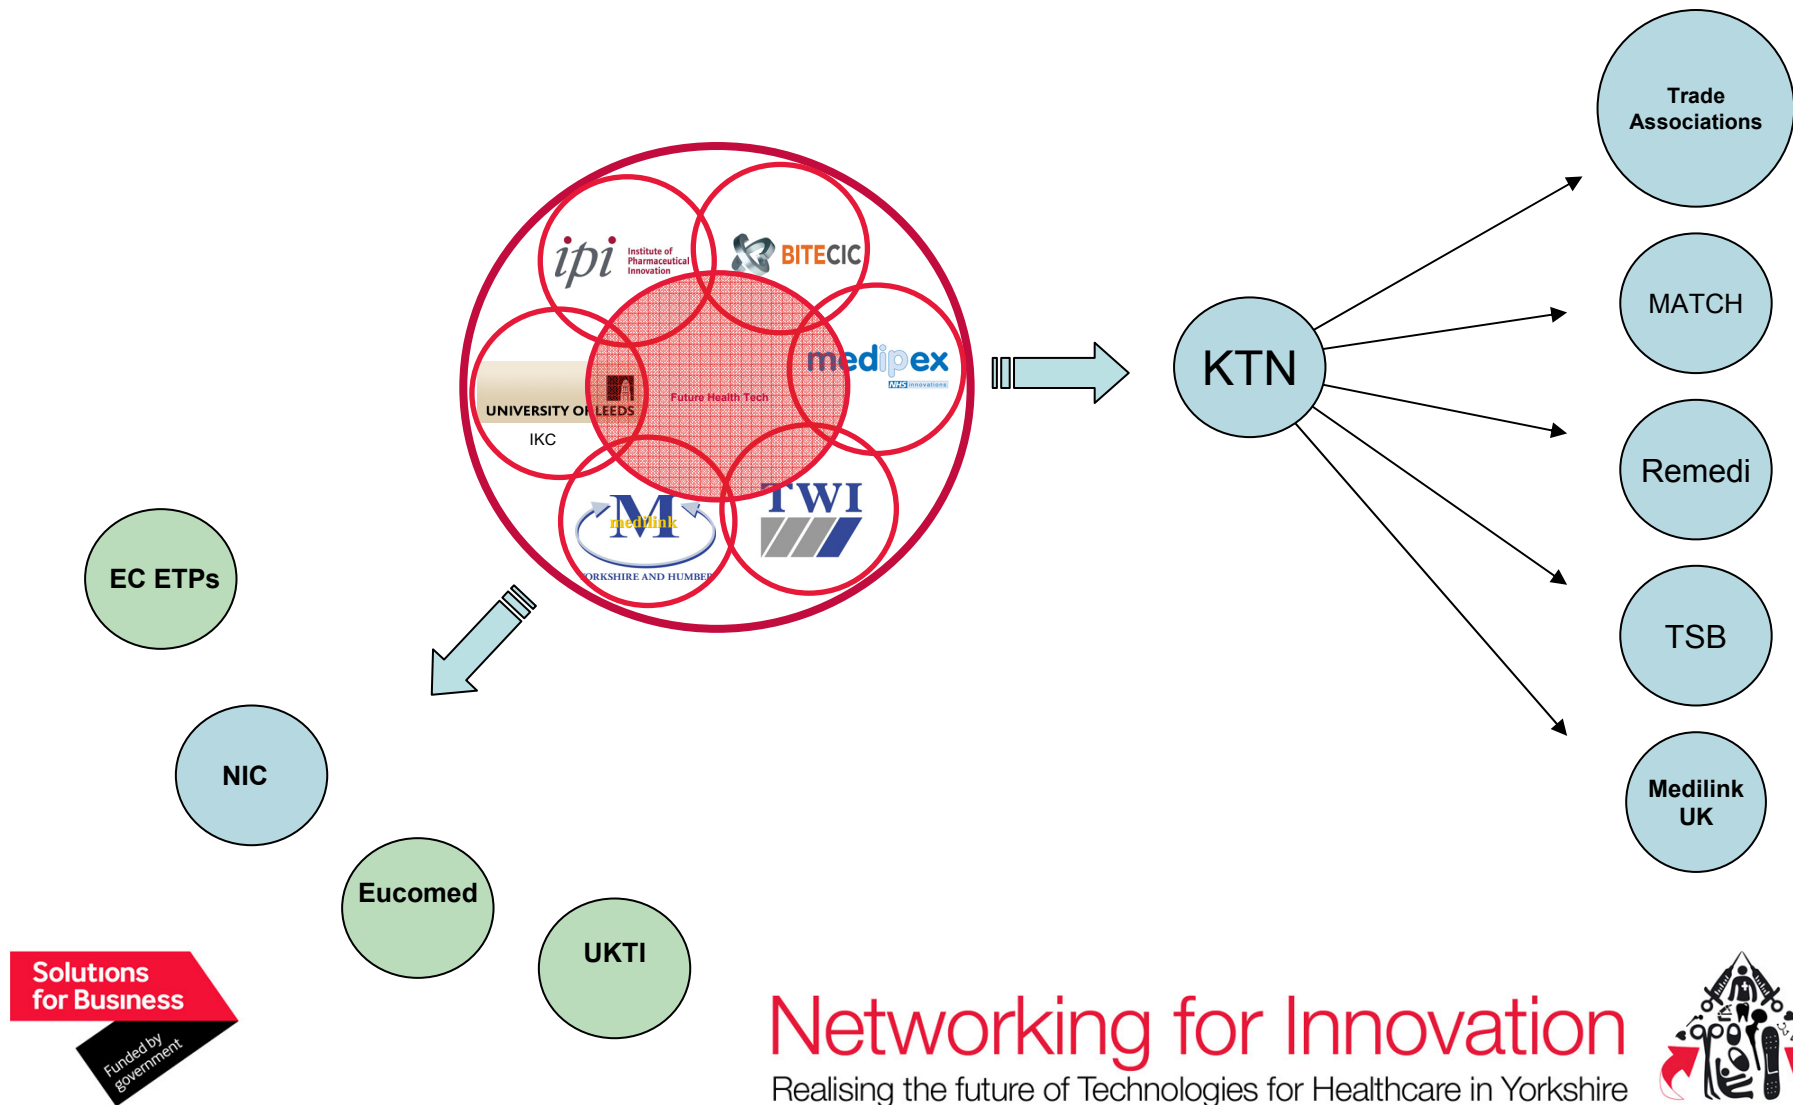 Trade
Associations
ipi
Institute of
Pharmaceutical
Innovation
BITECIC
MATCH
medipex
NHS innovations
KTN
Future Health Tech
UNIVERSITY OF LEEDS
IKC
Remedi
M
medilink
YORKSHIRE AND HUMBER
TWI
EC ETPs
TSB
NIC
Medilink
UK
Eucomed
UKTI
Solutions
for Business
Funded by
government
Networking for Innovation
Realising the future of Technologies for Healthcare in Yorkshire